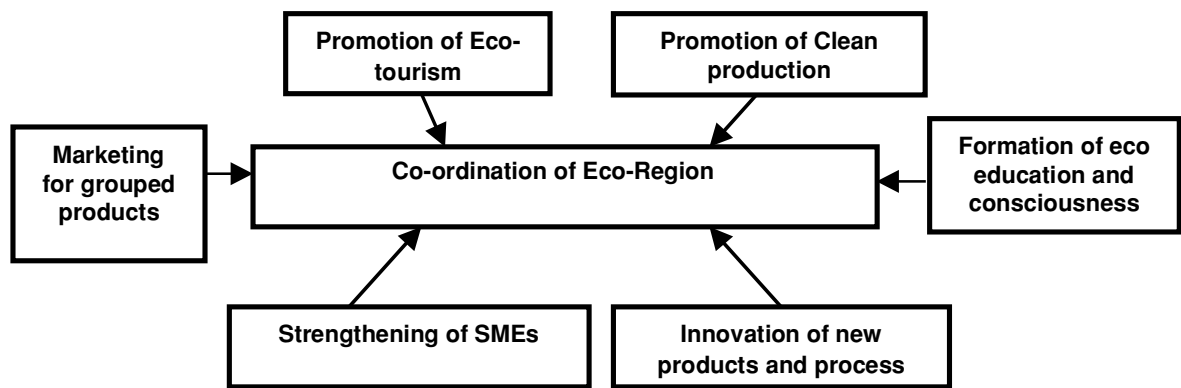 Promotion of Eco-
tourism
Promotion of Clean
production
Marketing
for grouped
products
Co-ordination of Eco-Region
Formation of eco
education and
consciousness
Strengthening of SMEs
Innovation of new
products and process